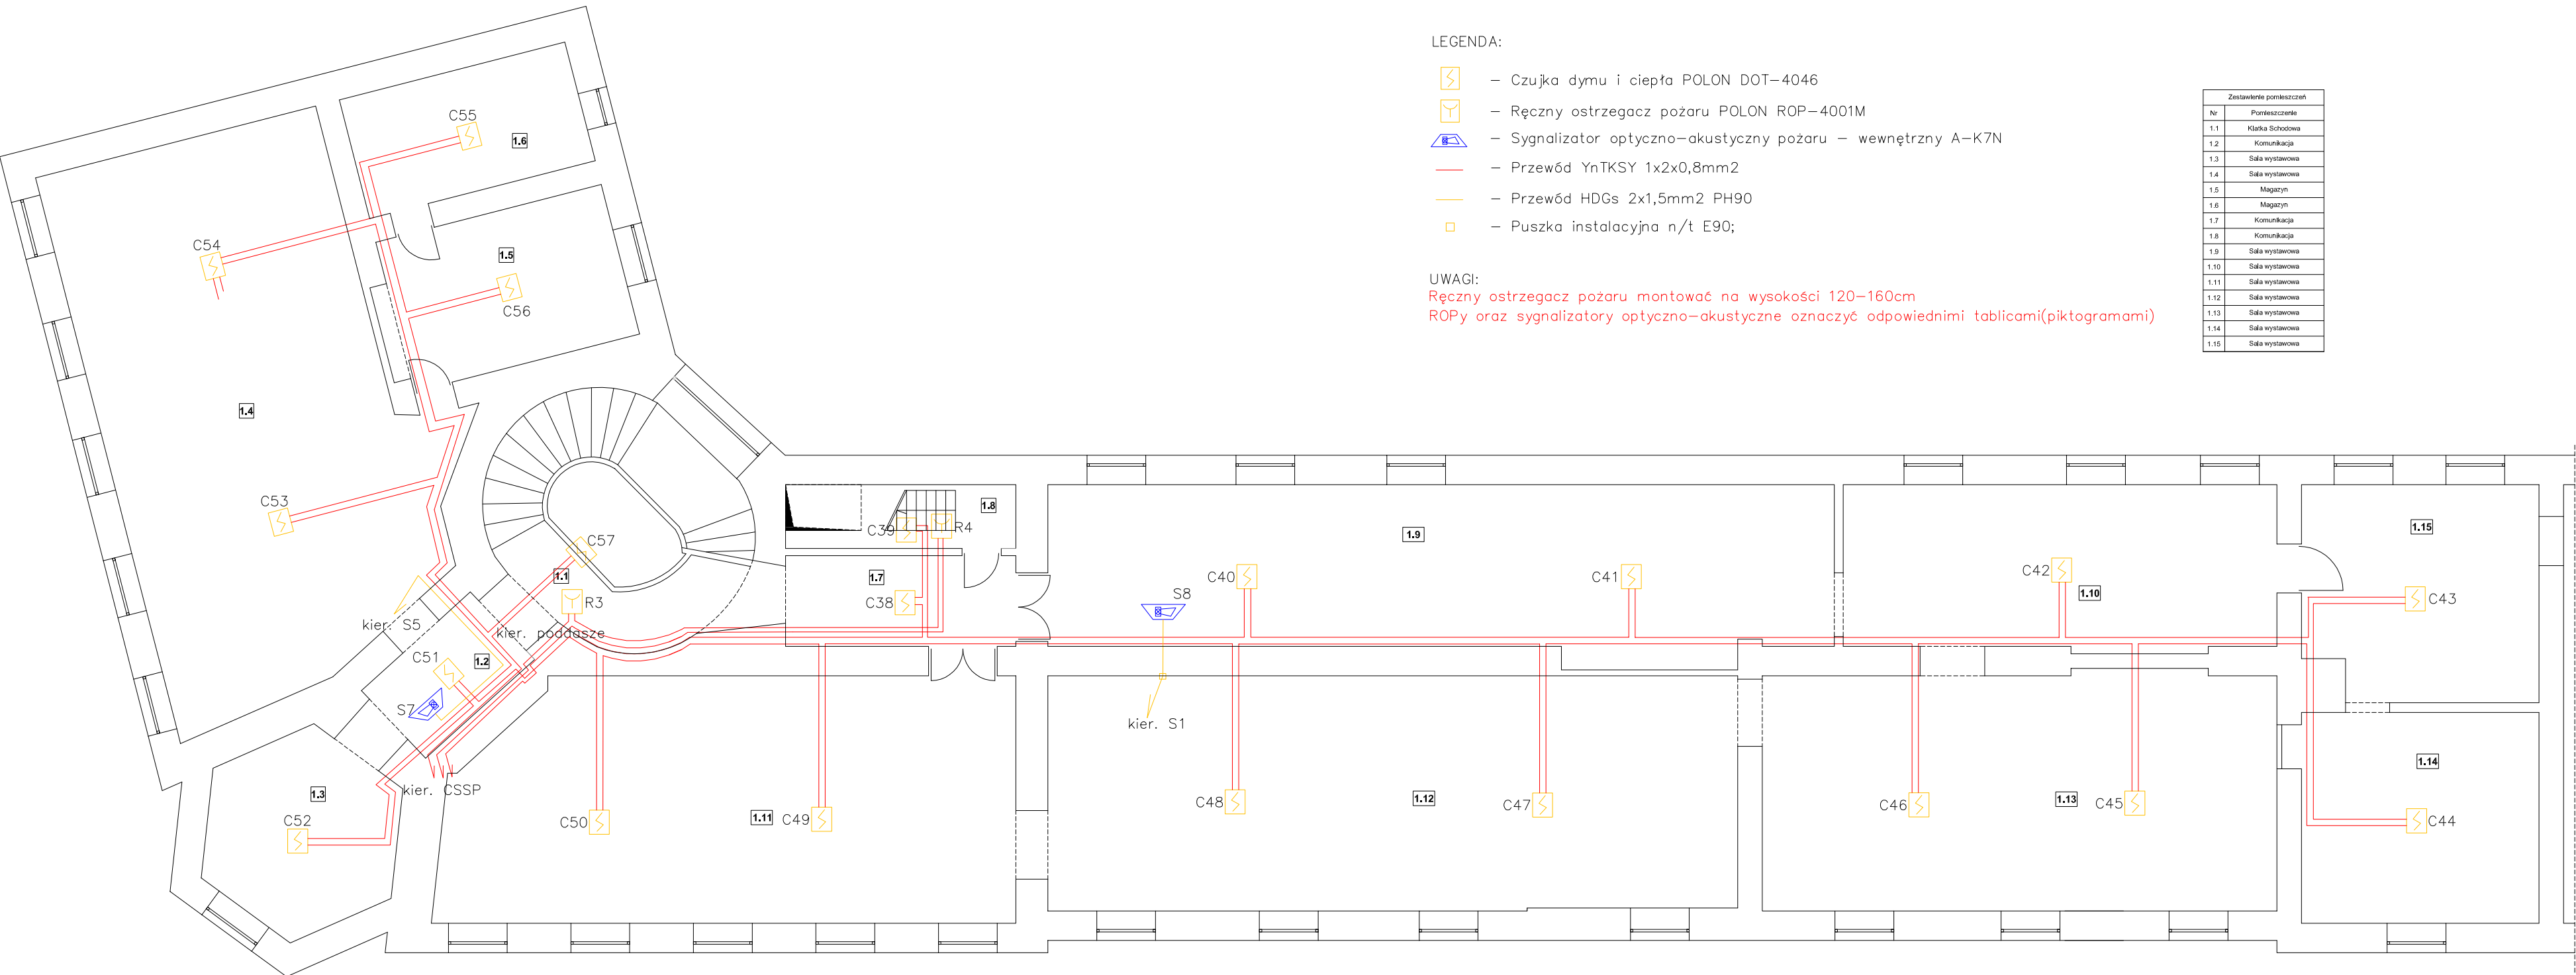 LEGENDA:
– Czujka dymu i ciepła POLON DOT–4046
– Ręczny ostrzegacz pożaru POLON ROP–4001M
– Sygnalizator optyczno–akustyczny pożaru – wewnętrzny A–K7N
– Przewód YnTKSY 1x2x0,8mm2
– Przewód HDGs 2x1,5mm2 PH90
– Puszka instalacyjna n/t E90;
UWAGI:
Ręczny ostrzegacz pożaru montować na wysokości 120–160cm
ROPy oraz sygnalizatory optyczno–akustyczne oznaczyć odpowiednimi tablicami(piktogramami)
Zestawienie pomieszczeń
Nr Pomieszczenie
1.1 Klatka Schodowa
1.2 Komunikacja
1.3 Sala wystawowa
1.4 Sala wystawowa
1.5 Magazyn
1.6 Magazyn
1.7 Komunikacja
1.8 Komunikacja
1.9 Sala wystawowa
1.10 Sala wystawowa
1.11 Sala wystawowa
1.12 Sala wystawowa
1.13 Sala wystawowa
1.14 Sala wystawowa
1.15 Sala wystawowa
C55
1.6
C54
1.5
C56
1.4
C53
C57
1.1
R3
kier. S5
kier. poddasze
C51
1.2
S7
kier. CSSP
1.3
C52
C39
R4
1.8
1.7
C38
C40
S8
1.9
C41
C42
1.10
1.15
C43
kier. S1
C50
1.11
C49
C48
1.12
C47
C46
1.13
C45
1.14
C44